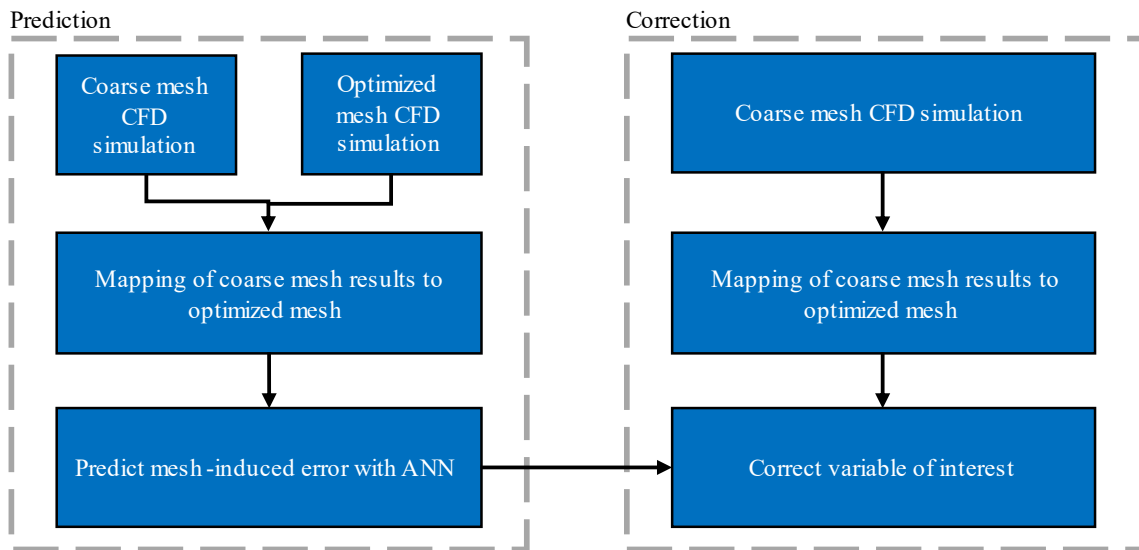 Prediction
Coarse mesh
CFD
simulation
Optimized
mesh CFD
simulation
Mapping of coarse mesh results to
optimized mesh
Predict mesh-induced error with ANN
Correction
Coarse mesh CFD simulation
Mapping of coarse mesh results to
optimized mesh
Correct variable of interest